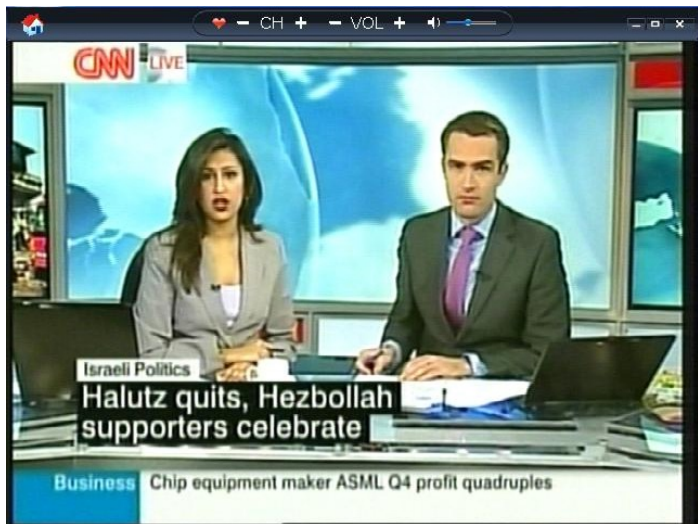 CH
VOL
CNN LIVE
Israeli Politics
Halutz quits, Hezbollah
supporters celebrate
Business Chip equipment maker ASML Q4 profit quadruples